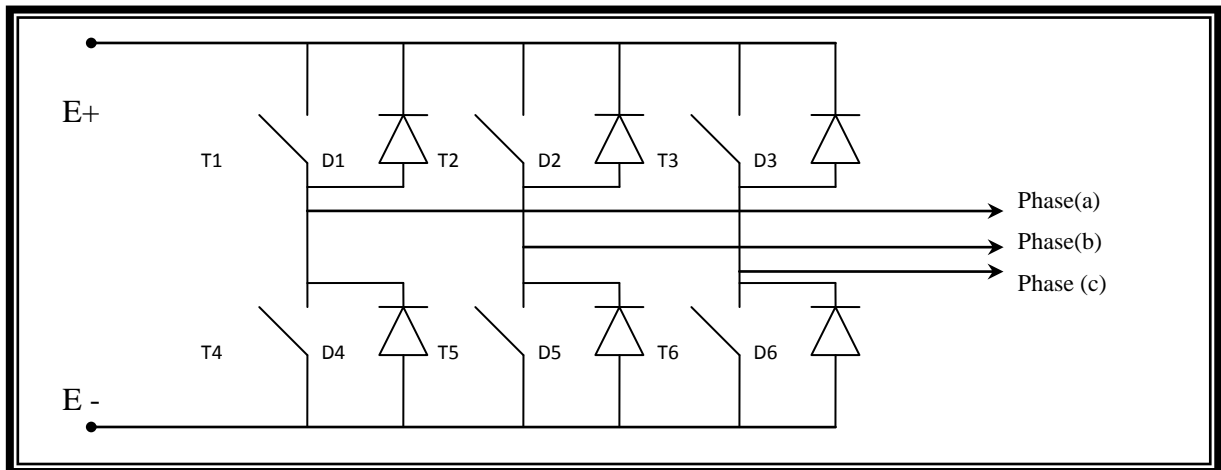 E+
T1 D1 T2 D2 T3 D3
Phase(a)
Phase(b)
Phase (c)
T4 D4 T5 D5 T6 D6
E -